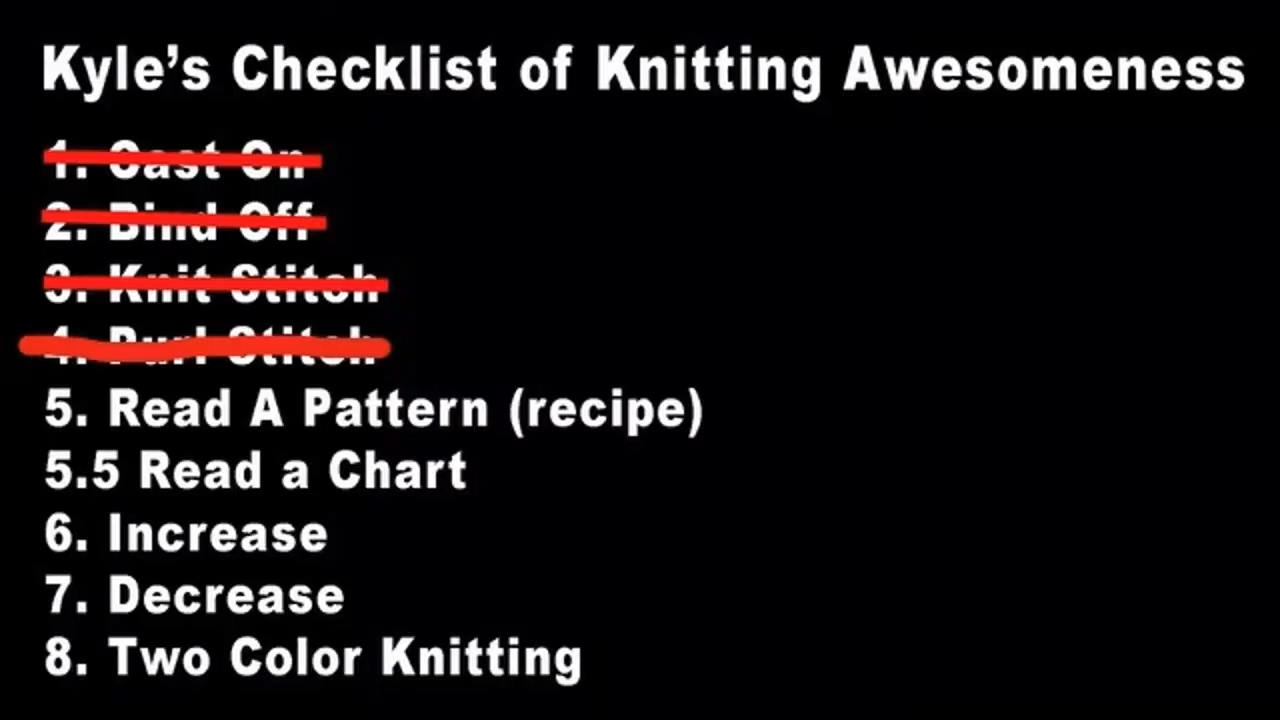 Kyle's Checklist of Knitting Awesomeness
1. Cast On
2. Bind Off
3. Knit Stitch
4. Purl Stitch
5. Read A Pattern (recipe)
5.5 Read a Chart
6. Increase
7. Decrease
8. Two Color Knitting